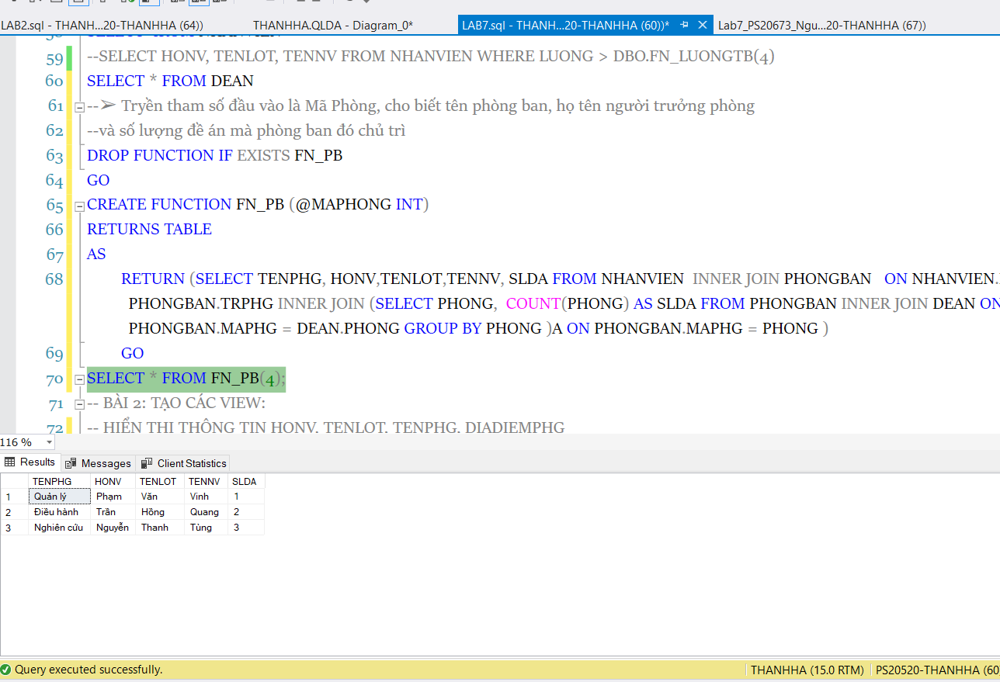 LAB2.sql - THANH...20-THANHHA (64))
THANHHA.QLDA - Diagram_0*
LAB7.sql - THANH...20-THANHHA (60))*
Lab7_PS20673_Ngu...20-THANHHA (67))
59 --SELECT HONV, TENLOT, TENNV FROM NHANVIEN WHERE LUONG > DBO.FN_LUONGTB(4)
60 SELECT * FROM DEAN
61 --➢ Tryền tham số đầu vào là Mã Phòng, cho biết tên phòng ban, họ tên người trưởng phòng
62 --và số lượng đề án mà phòng ban đó chủ trì
63 DROP FUNCTION IF EXISTS FN_PB
64 GO
65 CREATE FUNCTION FN_PB (@MAPHONG INT)
66 RETURNS TABLE
67 AS
68 RETURN (SELECT TENPHG, HONV,TENLOT,TENNV, SLDA FROM NHANVIEN INNER JOIN PHONGBAN ON NHANVIEN.
PHONGBAN.TRPHG INNER JOIN (SELECT PHONG, COUNT(PHONG) AS SLDA FROM PHONGBAN INNER JOIN DEAN ON
PHONGBAN.MAPHG = DEAN.PHONG GROUP BY PHONG )A ON PHONGBAN.MAPHG = PHONG )
69 GO
70 SELECT * FROM FN_PB(4);
71 -- BÀI 2: TẠO CÁC VIEW:
72 -- HIỂN THỊ THÔNG TIN HONV, TENLOT, TENPHG, DIADIEMPHG
116 %
Results Messages Client Statistics
TENPHG HONV TENLOT TENNV SLDA
1 Quản lý Phạm Văn Vinh 1
2 Điều hành Trần Hồng Quang 2
3 Nghiên cứu Nguyễn Thanh Tùng 3
Query executed successfully.
THANHHA (15.0 RTM)
PS20520-THANHHA (60